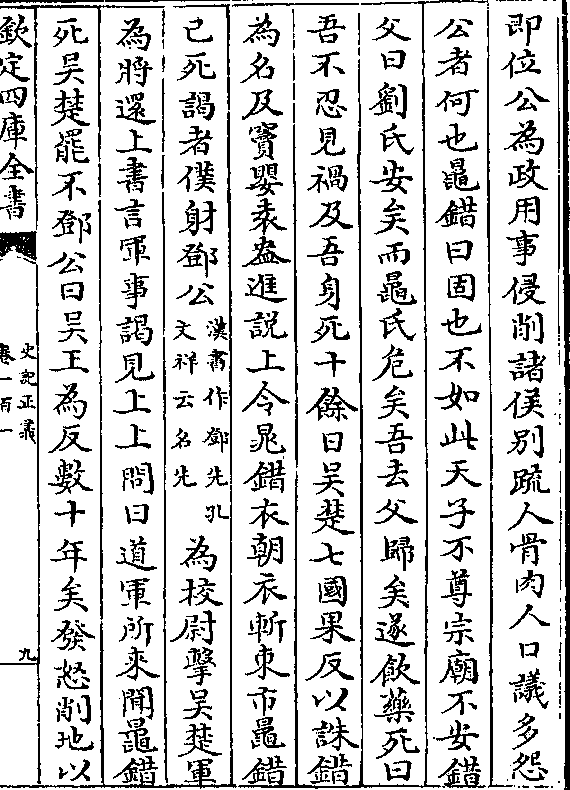 即位公為政用事侵削諸侯别疏人骨肉人口議多怨
公者何也鼂錯曰固也不如此天子不尊宗廟不安錯
父曰劉氏安矣而鼂氏危矣吾去父歸矣遂飲藥死曰
吾不忍見禍及吾身死十餘日吳楚七國果反以誅錯
為名及竇嬰袁盎進説上令晁錯衣朝衣斬東市鼂錯
已死謁者僕射鄧公
漢書作鄧先孔
文祥云名先
為校尉擊吳楚軍
為將還上書言軍事謁見上上問曰道軍所來聞鼂錯
死吳楚罷不鄧公曰吳王為反數十年矣發怒削地以
欽定四庫全書
史記正義
卷一百一
九